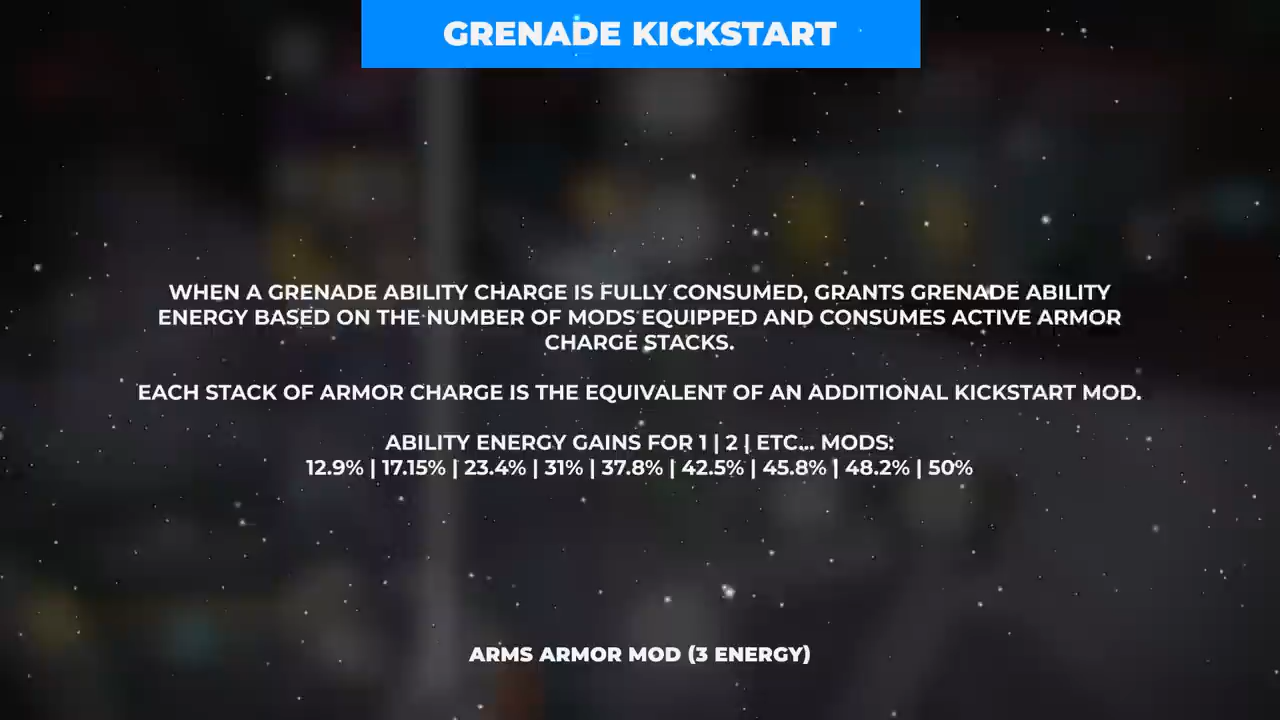 GRENADE KICKSTART
WHEN A GRENADE ABILITY CHARGE IS FULLY CONSUMED, GRANTS GRENADE ABILITY
ENERGY BASED ON THE NUMBER OF MODS EQUIPPED AND CONSUMES ACTIVE ARMOR
CHARGE STACKS.
EACH STACK OF ARMOR CHARGE IS THE EQUIVALENT OF AN ADDITIONAL KICKSTART MOD.
ABILITY ENERGY GAINS FOR 1 | 2 | ETC... MODS:
12.9% | 17.15% | 23.4% | 31% | 37.8% | 42.5% | 45.8% | 48.2% | 50%
ARMS ARMOR MOD (3 ENERGY)